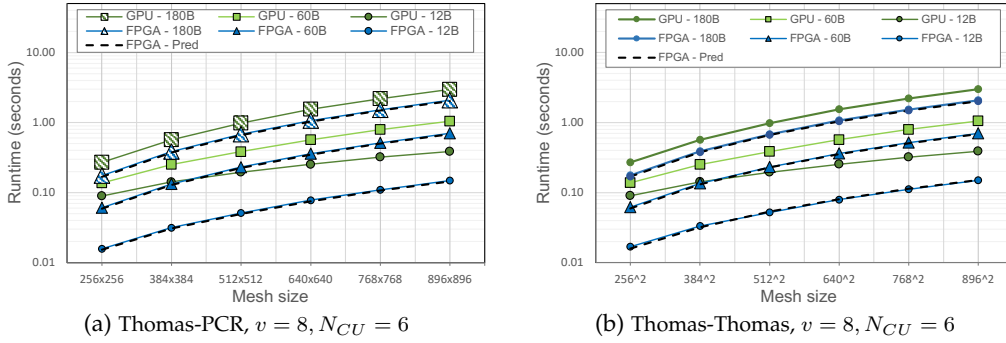 GPU - 180B GPU - 60B GPU - 12B
FPGA - 180B FPGA - 60B FPGA - 12B
FPGA - Pred
Runtime (seconds)
10.00
1.00
0.10
0.01
256x256 384x384 512x512 640x640 768x768 896x896
Mesh size
(a) Thomas-PCR, v = 8, N_{CU} = 6
GPU - 180B GPU - 60B GPU - 12B
FPGA - 180B FPGA - 60B FPGA - 12B
FPGA - Pred
Runtime (seconds)
10.00
1.00
0.10
0.01
256^2 384^2 512^2 640^2 768^2 896^2
Mesh size
(b) Thomas-Thomas, v = 8, N_{CU} = 6